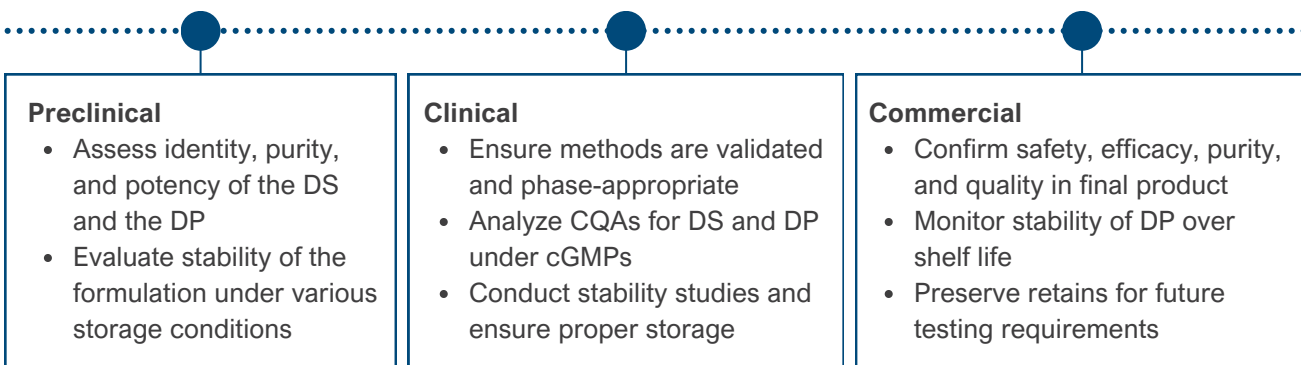 Preclinical
• Assess identity, purity,
and potency of the DS
and the DP
• Evaluate stability of the
formulation under various
storage conditions
Clinical
• Ensure methods are validated
and phase-appropriate
• Analyze CQAs for DS and DP
under cGMPs
• Conduct stability studies and
ensure proper storage
Commercial
• Confirm safety, efficacy, purity,
and quality in final product
• Monitor stability of DP over
shelf life
• Preserve retains for future
testing requirements